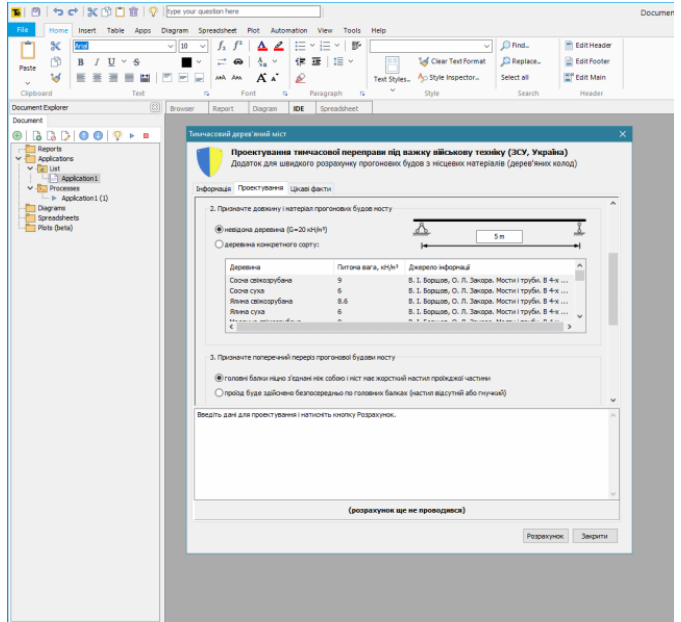 type your question here
Documen
File Home Insert Table Apps Diagram Spreadsheet Plot Automation View Tools Help
Arial 10
Find...
Edit Header
Paste
Clear Text Format
Replace...
Edit Footer
Text Styles...
Style Inspector...
Select all
Edit Main
Clipboard Text Font Paragraph Style Search Header
Document Explorer
Browser Report Diagram IDE Spreadsheet
Document
Reports
Applications
List
Application1
Processes
Application1 (1)
Diagrams
Spreadsheets
Plots (beta)
Тимчасовий дерев'яний міст
Проектування тимчасової переправи під важку військову техніку (ЗСУ, Україна)
Додаток для швидкого розрахунку прогонових будов з місцевих матеріалів (дерев'яних колод)
Інформація Проектування Цікаві факти
2. Призначте довжину і матеріал прогонових будов мосту
невідома деревина (G=20 кН/м³)
деревина конкретного сорту:
5 m
Деревина Питома вага, кН/м³ Джерело інформації
Сосна свіжозрубана 9 В. І. Борщов, О. Л. Закора. Мости і труби. В 4-х ...
Сосна суха 6 В. І. Борщов, О. Л. Закора. Мости і труби. В 4-х ...
Ялина свіжозрубана 8.6 В. І. Борщов, О. Л. Закора. Мости і труби. В 4-х ...
Ялина суха 6 В. І. Борщов, О. Л. Закора. Мости і труби. В 4-х ...
3. Призначте поперечний переріз прогонової будови мосту
головні балки міцно з'єднані між собою і міст має жорсткий настил проїжджої частини
проїзд буде здійснено безпосередньо по головних балках (настил відсутній або гнучкий)
Введіть дані для проектування і натисніть кнопку Розрахунок.
(розрахунок ще не проводився)
Розрахунок Закрити